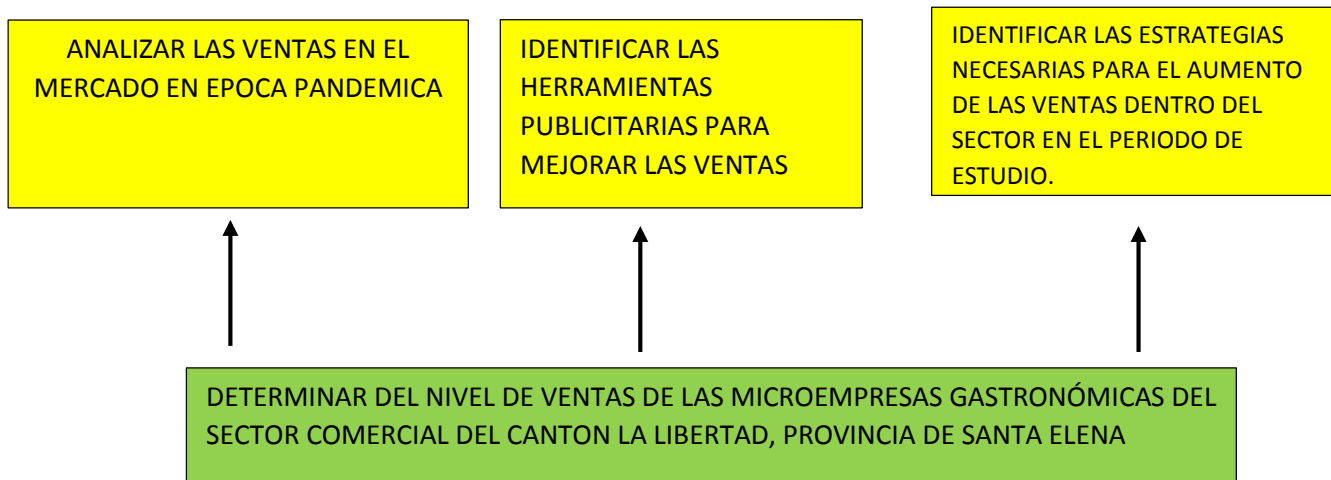 ANALIZAR LAS VENTAS EN EL
MERCADO EN EPOCA PANDEMICA
IDENTIFICAR LAS
HERRAMIENTAS
PUBLICITARIAS PARA
MEJORAR LAS VENTAS
IDENTIFICAR LAS ESTRATEGIAS
NECESARIAS PARA EL AUMENTO
DE LAS VENTAS DENTRO DEL
SECTOR EN EL PERIODO DE
ESTUDIO.
DETERMINAR DEL NIVEL DE VENTAS DE LAS MICROEMPRESAS GASTRONÓMICAS DEL
SECTOR COMERCIAL DEL CANTON LA LIBERTAD, PROVINCIA DE SANTA ELENA